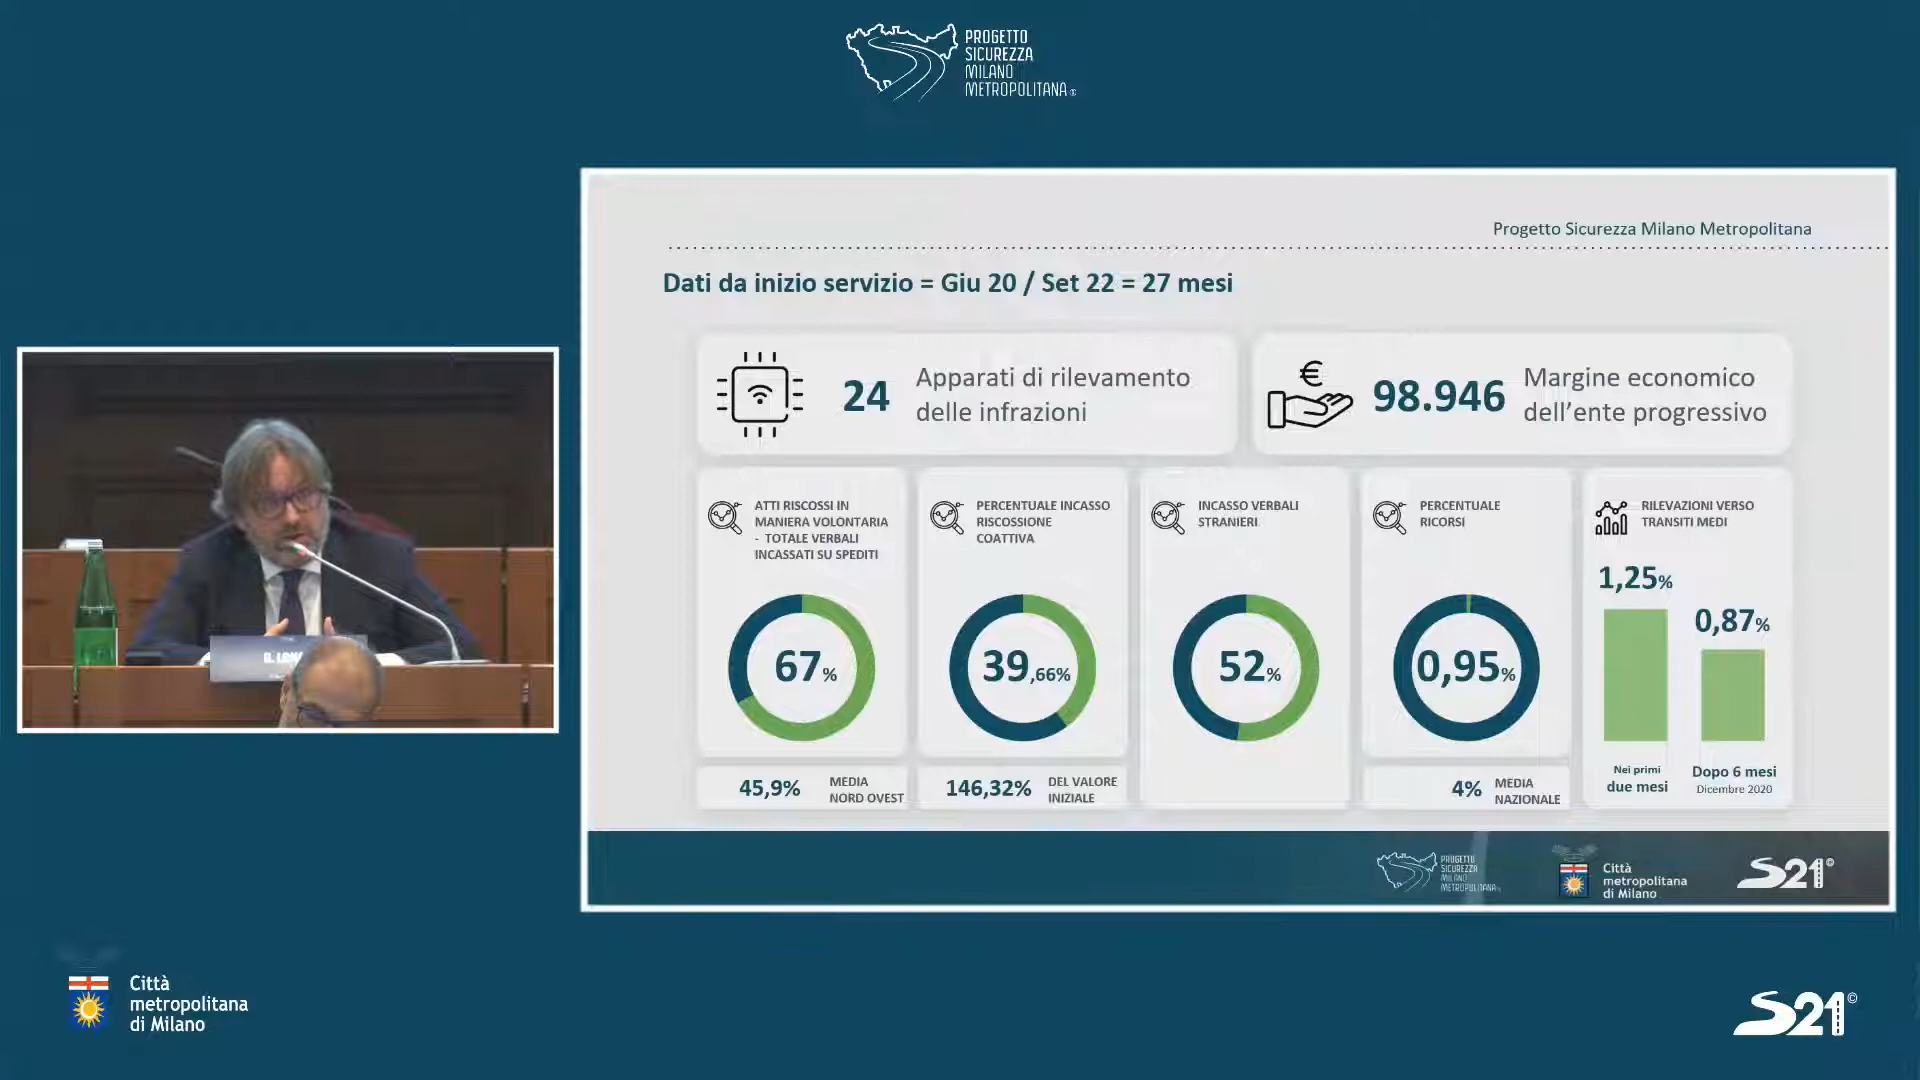 PROGETTO
SICUREZZA
MILANO
METROPOLITANA ®
Progetto Sicurezza Milano Metropolitana
Dati da inizio servizio = Giu 20 / Set 22 = 27 mesi
24
Apparati di rilevamento
delle infrazioni
€
98.946
Margine economico
dell'ente progressivo
ATTI RISCOSSI IN
MANIERA VOLONTARIA
- TOTALE VERBALI
INCASSATI SU SPEDITI
67%
45,9%
MEDIA
NORD OVEST
PERCENTUALE INCASSO
RISCOSSIONE
COATTIVA
39,66%
146,32%
DEL VALORE
INIZIALE
INCASSO VERBALI
STRANIERI
52%
PERCENTUALE
RICORSI
0,95%
4%
MEDIA
NAZIONALE
RILEVAZIONI VERSO
TRANSITI MEDI
1,25%
0,87%
Nei primi
due mesi
Dopo 6 mesi
Dicembre 2020
PROGETTO
SICUREZZA
MILANO
METROPOLITANA
Città
metropolitana
di Milano
S21©
Città
metropolitana
di Milano
S21©